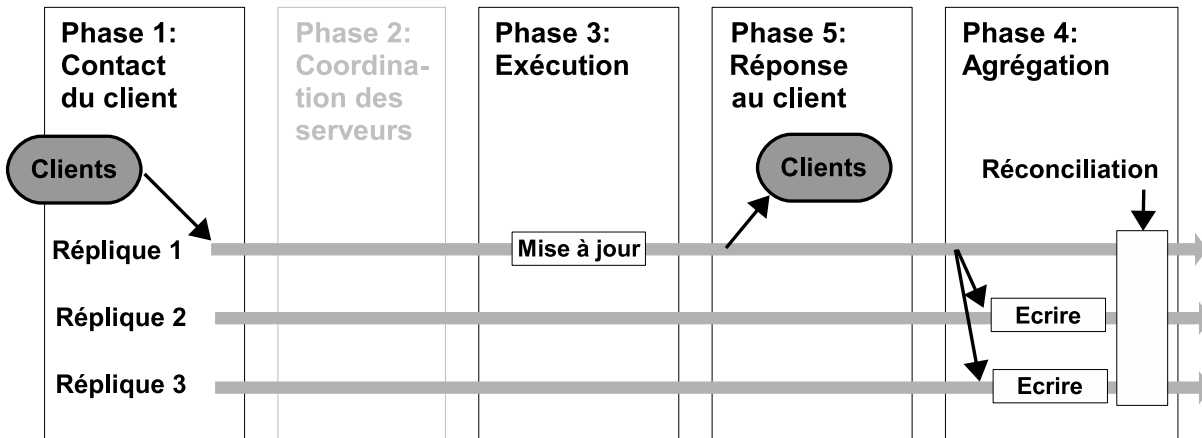 Phase 1:
Contact
du client
Phase 2:
Coordina-
tion des
serveurs
Phase 3:
Exécution
Phase 5:
Réponse
au client
Phase 4:
Agrégation
Clients
Clients
Réconciliation
Réplique 1
Mise à jour
Réplique 2
Ecrire
Réplique 3
Ecrire